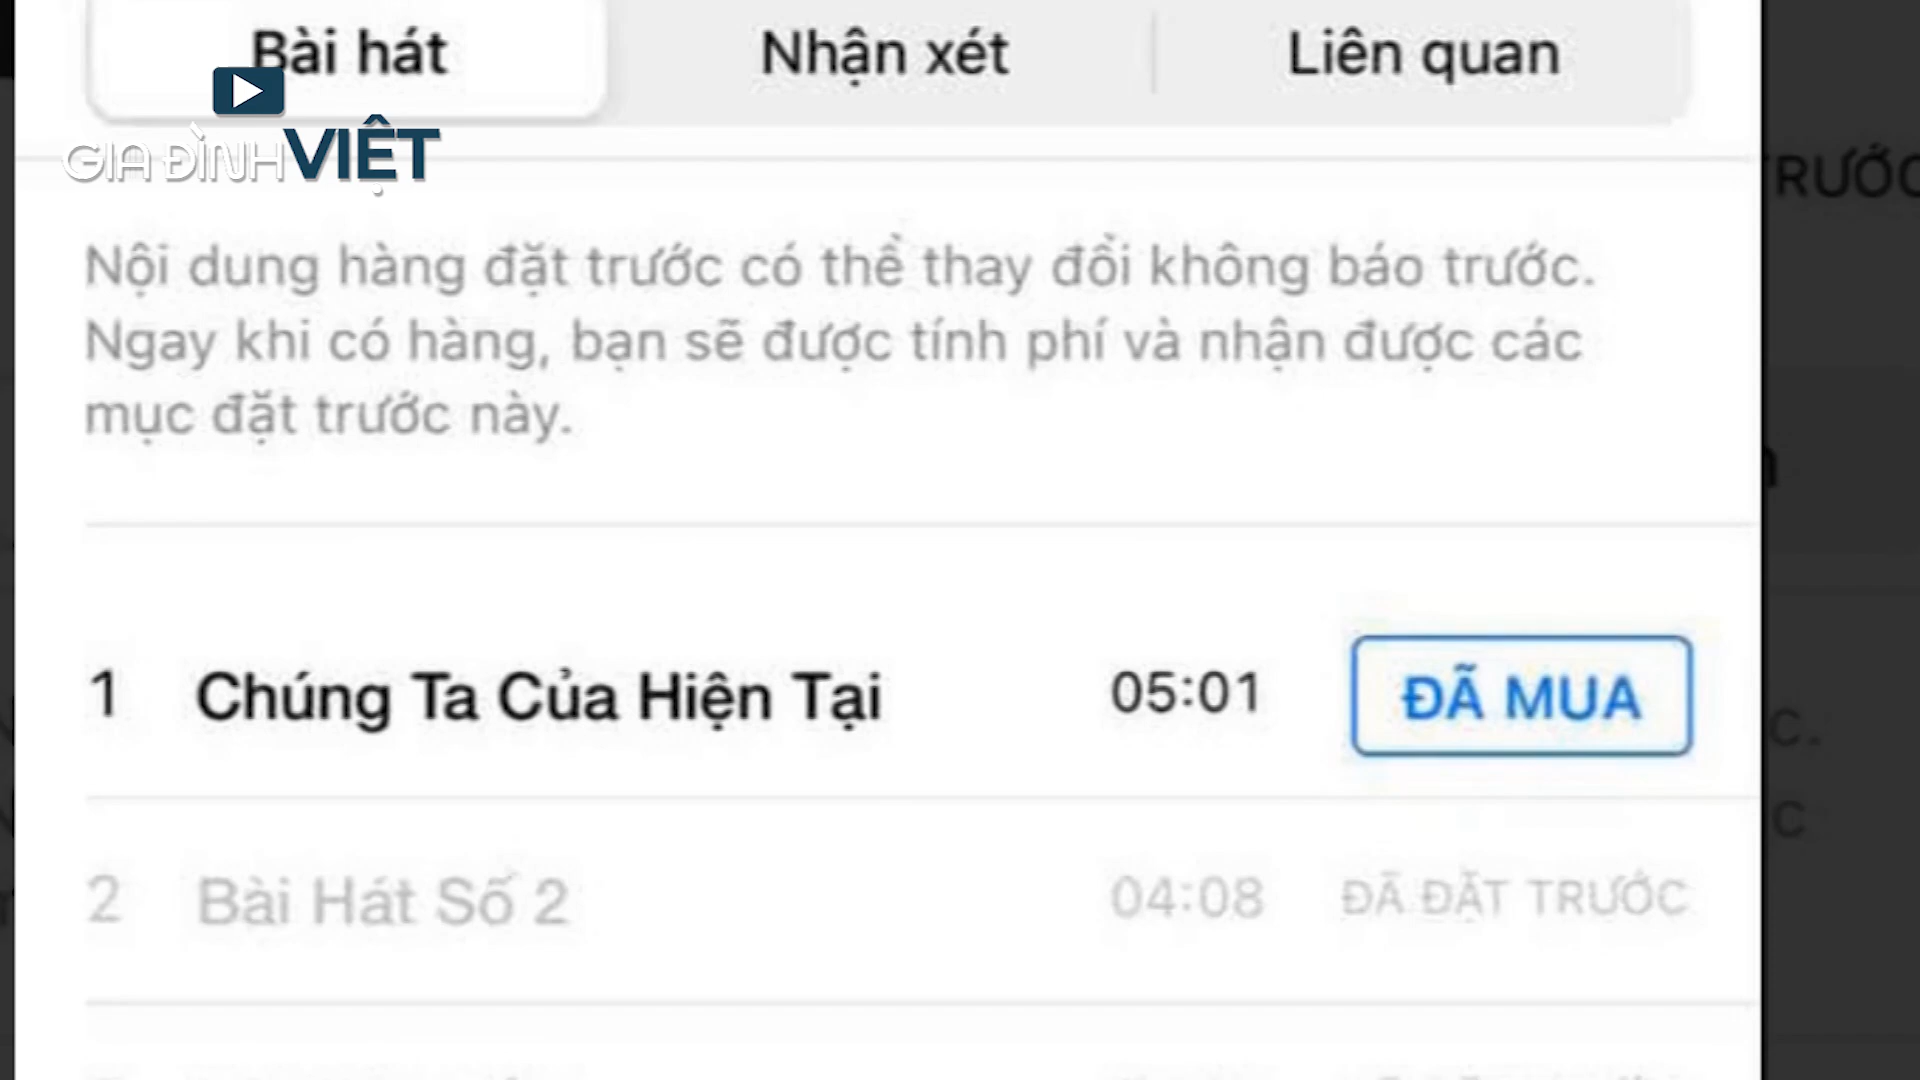 Bài hát
Nhận xét
Liên quan
GIA ĐÌNH VIỆT
Nội dung hàng đặt trước có thể thay đổi không báo trước.
Ngay khi có hàng, bạn sẽ được tính phí và nhận được các
mục đặt trước này.
1 Chúng Ta Của Hiện Tại 05:01 ĐÃ MUA
2 Bài Hát Số 2 04:08 ĐÃ ĐẶT TRƯỚC